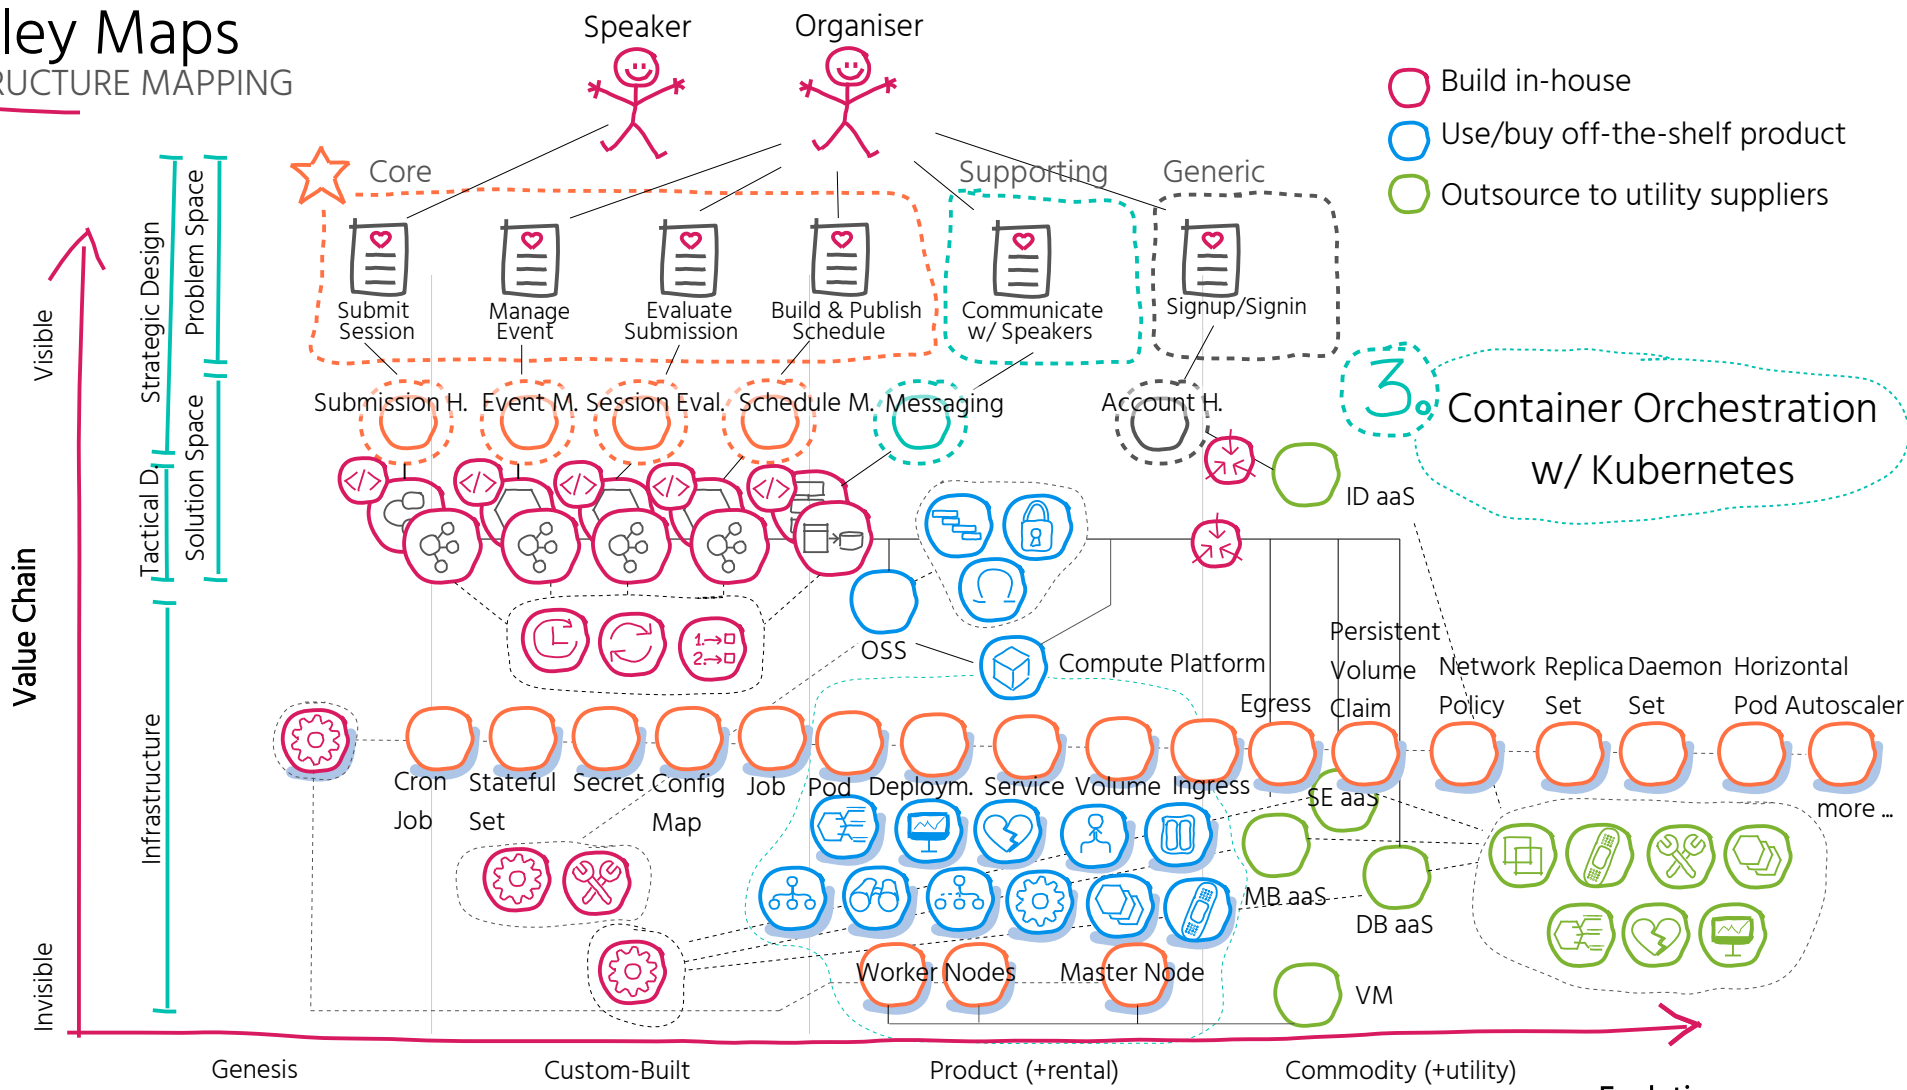 ley Maps
RUCTURE MAPPING
Speaker
Organiser
Build in-house
Use/buy off-the-shelf product
Outsource to utility suppliers
Core
Supporting
Generic
Submit
Session
Manage
Event
Evaluate
Submission
Build & Publish
Schedule
Communicate
w/ Speakers
Signup/Signin
Visible
Strategic Design
Problem Space
Submission H.
Event M.
Session Eval.
Schedule M.
Messaging
Account H.
3.
Container Orchestration
w/ Kubernetes
Tactical D.
Solution Space
</>
</>
</>
</>
</>
ID aaS
Value Chain
1.→
2.→
OSS
Compute Platform
Egress
Persistent
Volume
Claim
Network
Policy
Replica
Set
Daemon
Set
Horizontal
Pod Autoscaler
Infrastructure
Cron
Job
Stateful
Set
Secret
Config
Map
Job
Pod
Deploym.
Service
Volume
Ingress
SE aaS
more ...
MB aaS
DB aaS
Worker Nodes
Master Node
VM
Invisible
Genesis
Custom-Built
Product (+rental)
Commodity (+utility)